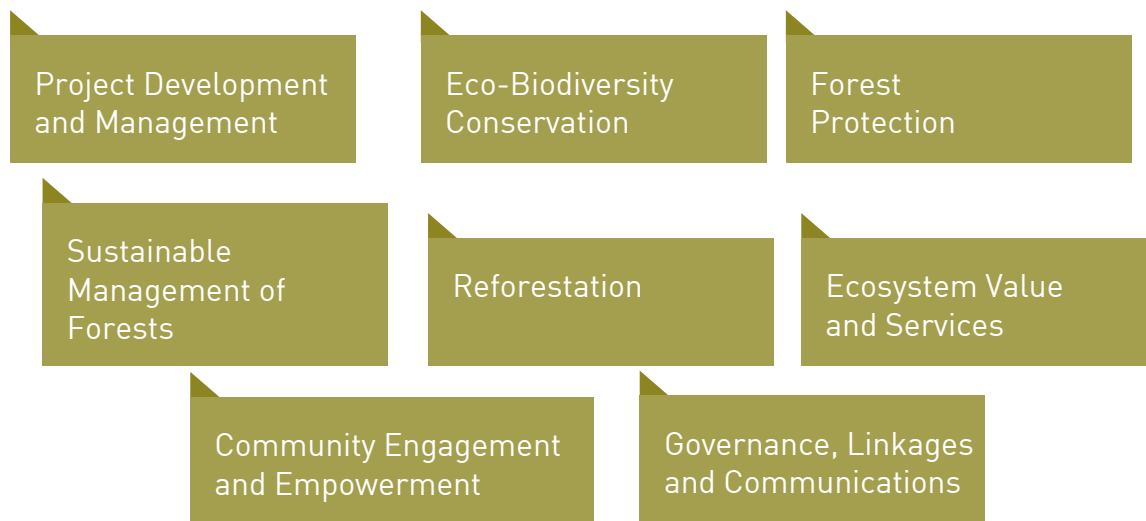 Project Development
and Management
Eco-Biodiversity
Conservation
Forest
Protection
Sustainable
Management of
Forests
Reforestation
Ecosystem Value
and Services
Community Engagement
and Empowerment
Governance, Linkages
and Communications